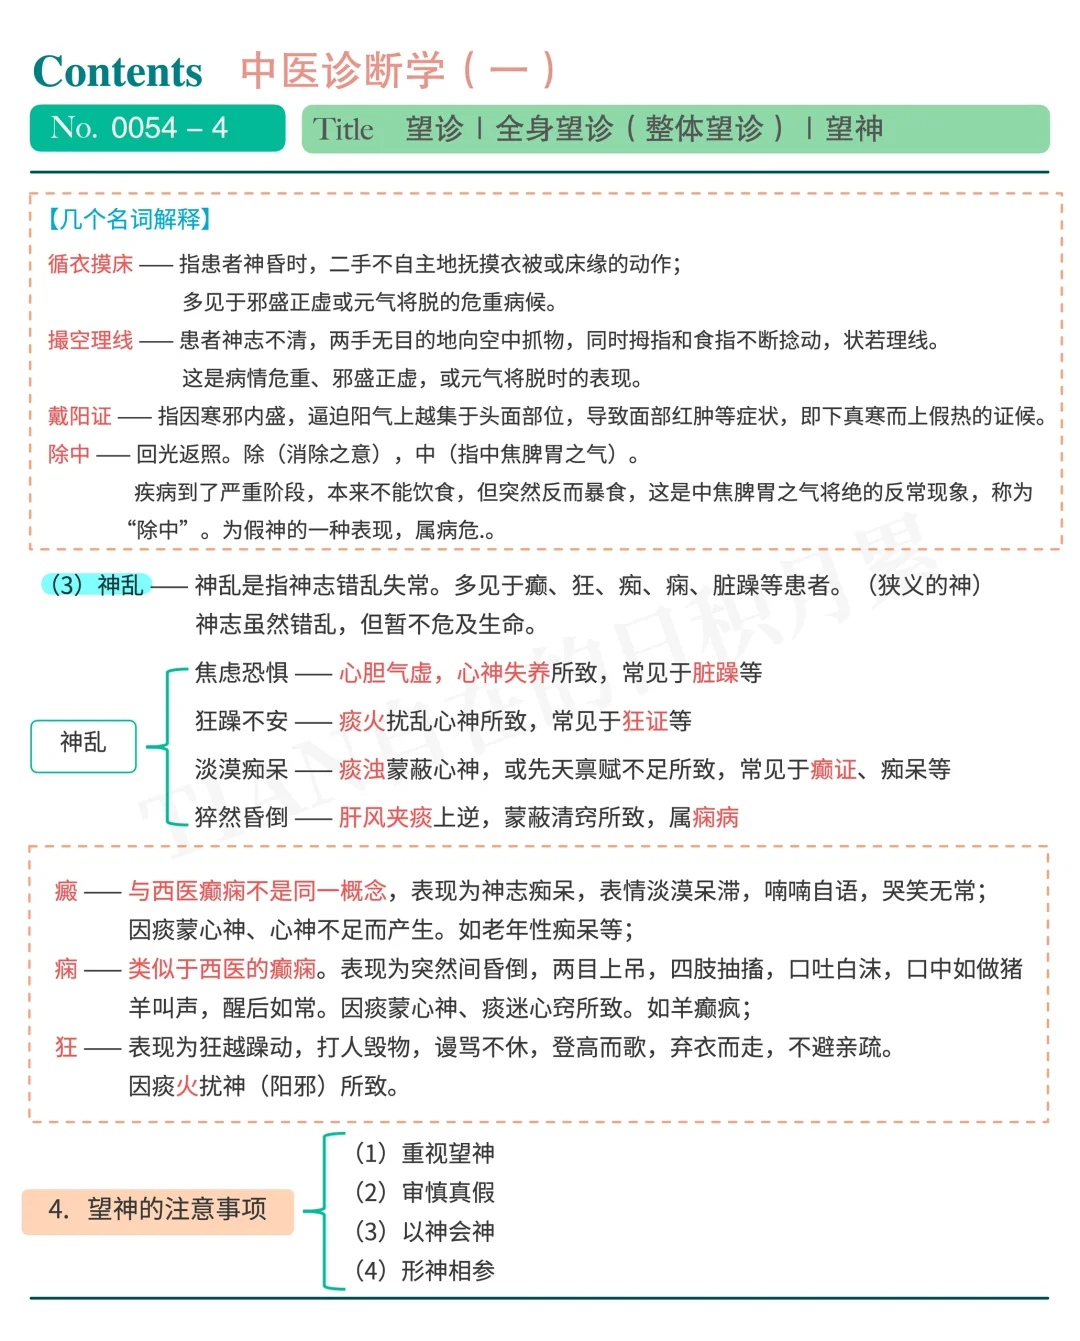 Contents 中医诊断学（一）
No. 0054 – 4 Title 望诊 | 全身望诊（整体望诊）| 望神
【几个名词解释】
循衣摸床 —— 指患者神昏时，二手不自主地抚摸衣被或床缘的动作；
多见于邪盛正虚或元气将脱的危重病候。
撮空理线 —— 患者神志不清，两手无目的地向空中抓物，同时拇指和食指不断捻动，状若理线。
这是病情危重、邪盛正虚，或元气将脱时的表现。
戴阳证 —— 指因寒邪内盛，逼迫阳气上越集于头面部位，导致面部红肿等症状，即下真寒而上假热的证候。
除中 —— 回光返照。除（消除之意），中（指中焦脾胃之气）。
疾病到了严重阶段，本来不能饮食，但突然反而暴食，这是中焦脾胃之气将绝的反常现象，称为
“除中”。为假神的一种表现，属病危.。
（3）神乱 —— 神乱是指神志错乱失常。多见于癫、狂、痴、痫、脏躁等患者。（狭义的神）
神志虽然错乱，但暂不危及生命。
神乱
焦虑恐惧 —— 心胆气虚，心神失养所致，常见于脏躁等
狂躁不安 —— 痰火扰乱心神所致，常见于狂证等
淡漠痴呆 —— 痰浊蒙蔽心神，或先天禀赋不足所致，常见于癫证、痴呆等
猝然昏倒 —— 肝风夹痰上逆，蒙蔽清窍所致，属痫病
癜 —— 与西医癫痫不是同一概念，表现为神志痴呆，表情淡漠呆滞，喃喃自语，哭笑无常；
因痰蒙心神、心神不足而产生。如老年性痴呆等；
痫 —— 类似于西医的癫痫。表现为突然间昏倒，两目上吊，四肢抽搐，口吐白沫，口中如做猪
羊叫声，醒后如常。因痰蒙心神、痰迷心窍所致。如羊癫疯；
狂 —— 表现为狂越躁动，打人毁物，谩骂不休，登高而歌，弃衣而走，不避亲疏。
因痰火扰神（阳邪）所致。
4. 望神的注意事项
（1）重视望神
（2）审慎真假
（3）以神会神
（4）形神相参
TIAN自在的日积月累